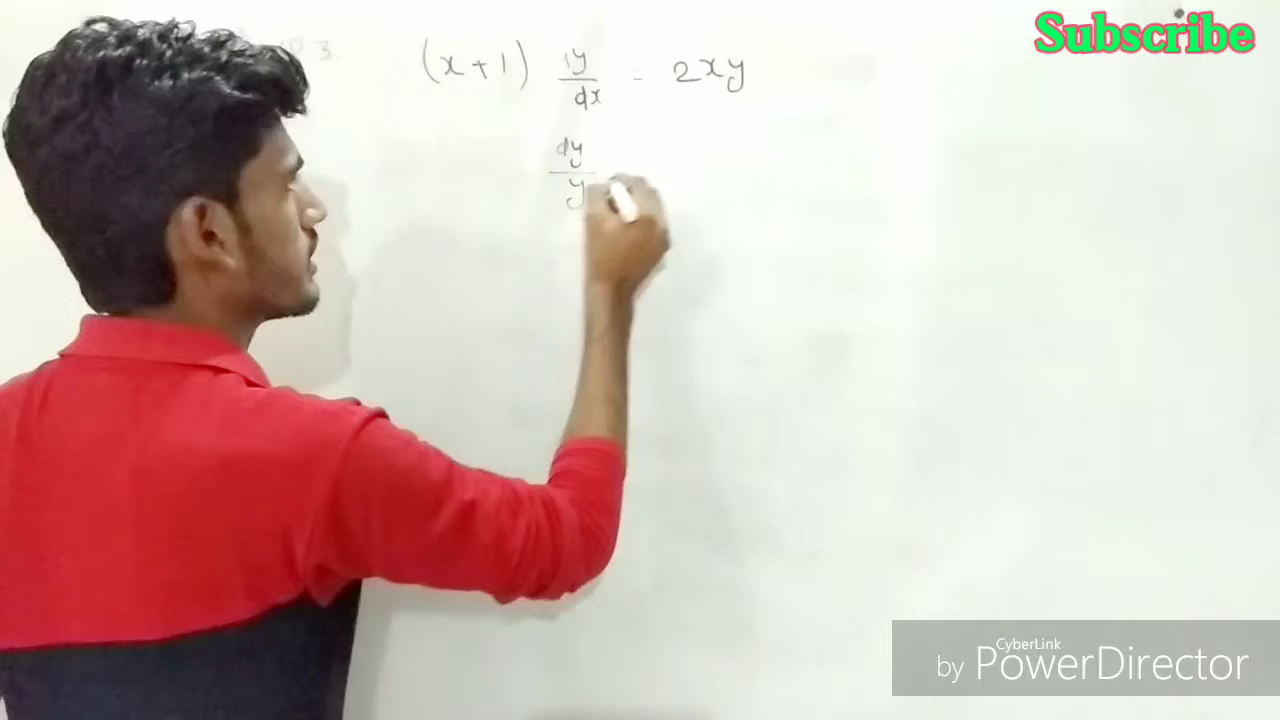 Subscribe
(x+1) dy/dx = 2xy
dy/y
CyberLink
by PowerDirector